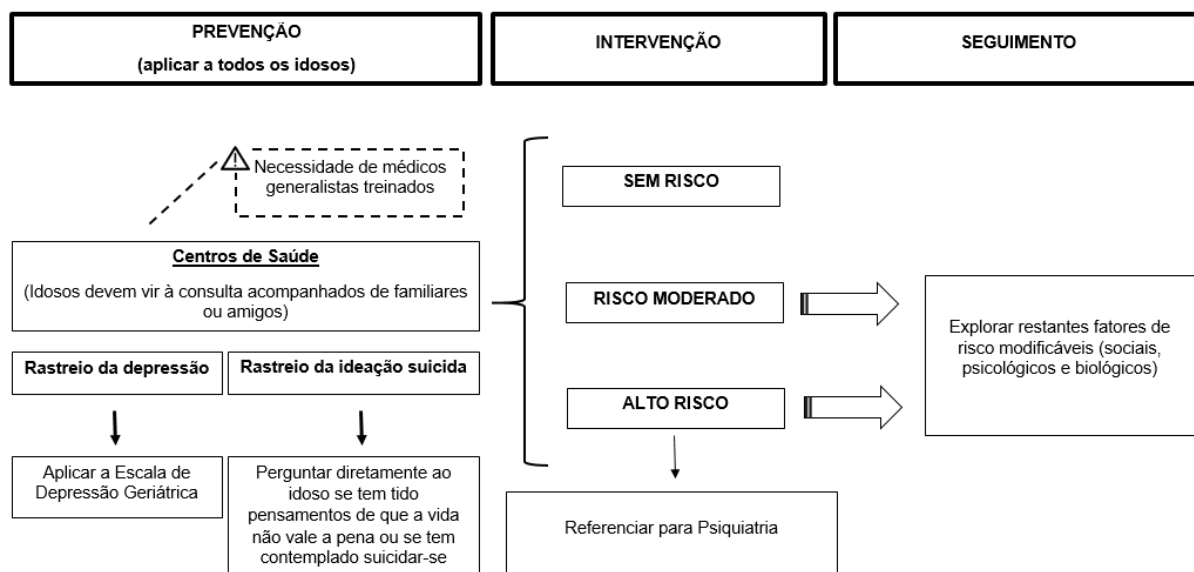 PREVENÇÃO
(aplicar a todos os idosos)
INTERVENÇÃO
SEGUIMENTO
Necessidade de médicos
generalistas treinados
Centros de Saúde
(Idosos devem vir à consulta acompanhados de familiares
ou amigos)
Rastreio da depressão
Rastreio da ideação suicida
Aplicar a Escala de
Depressão Geriátrica
Perguntar diretamente ao
idoso se tem tido
pensamentos de que a vida
não vale a pena ou se tem
contemplado suicidar-se
SEM RISCO
RISCO MODERADO
ALTO RISCO
Referenciar para Psiquiatria
Explorar restantes fatores de
risco modificáveis (sociais,
psicológicos e biológicos)